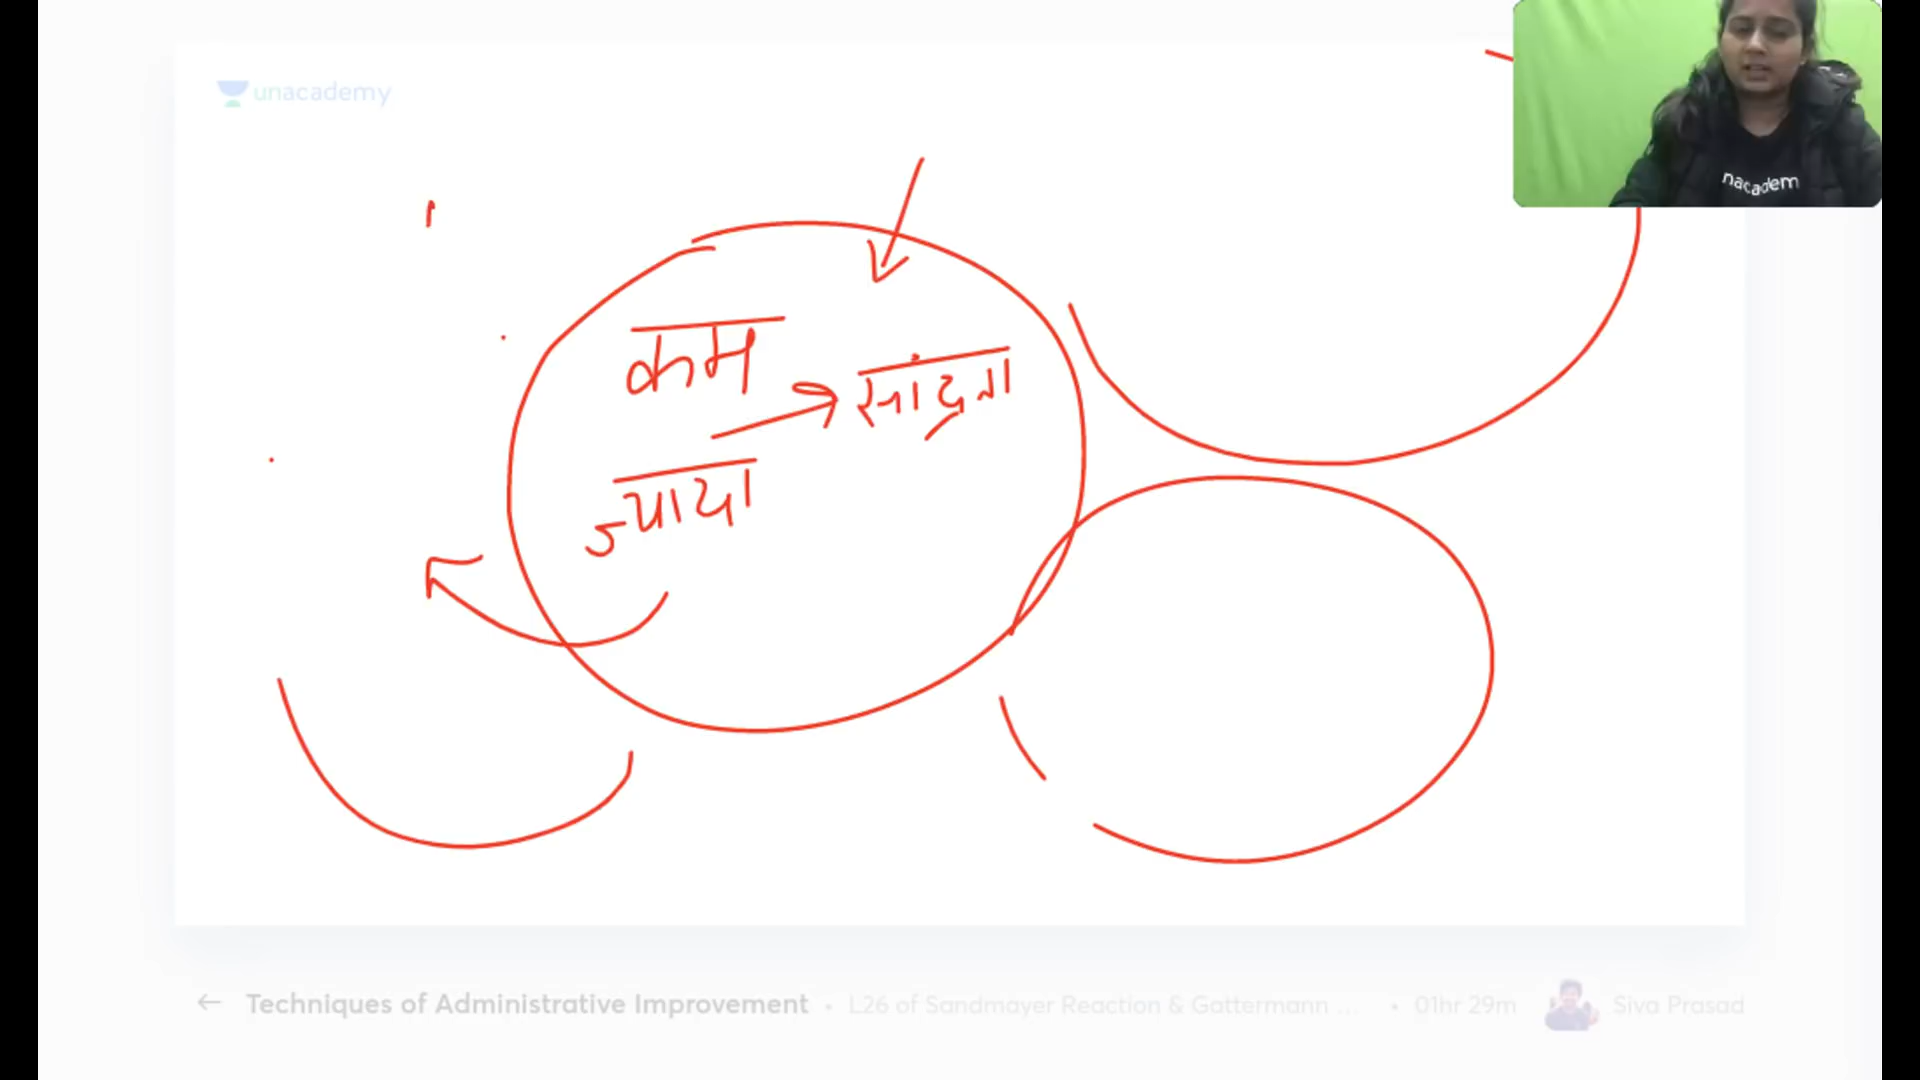 unacademy
कम
सांद्रता
ज्यादा
nacadem
← Techniques of Administrative Improvement • L26 of Sandmayer Reaction & Gattermann ... • 01hr 29m Siva Prasad